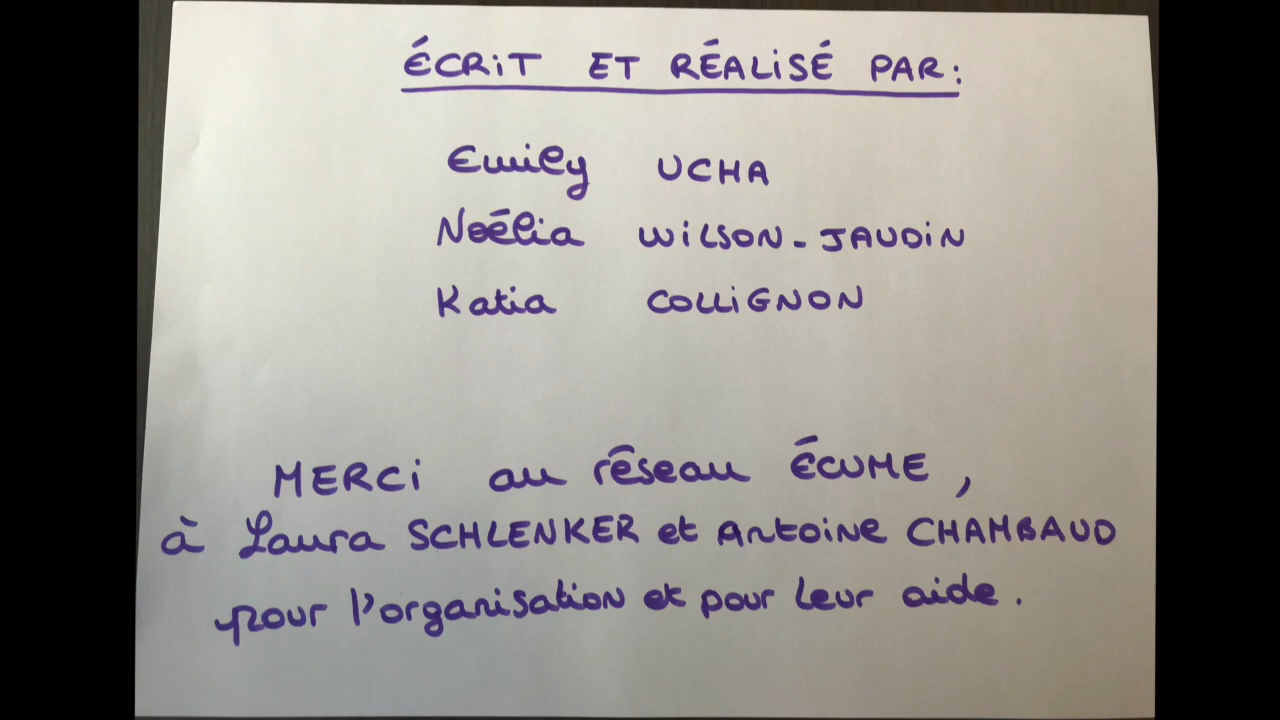 ÉCRIT ET RÉALISÉ PAR:
Emily UCHA
Noélia WILSON-JAUDIN
Katia COLLIGNON
MERCI au réseau ÉCUME,
à Laura SCHLENKER et Antoine CHAMBAUD
pour l'organisation et pour leur aide.